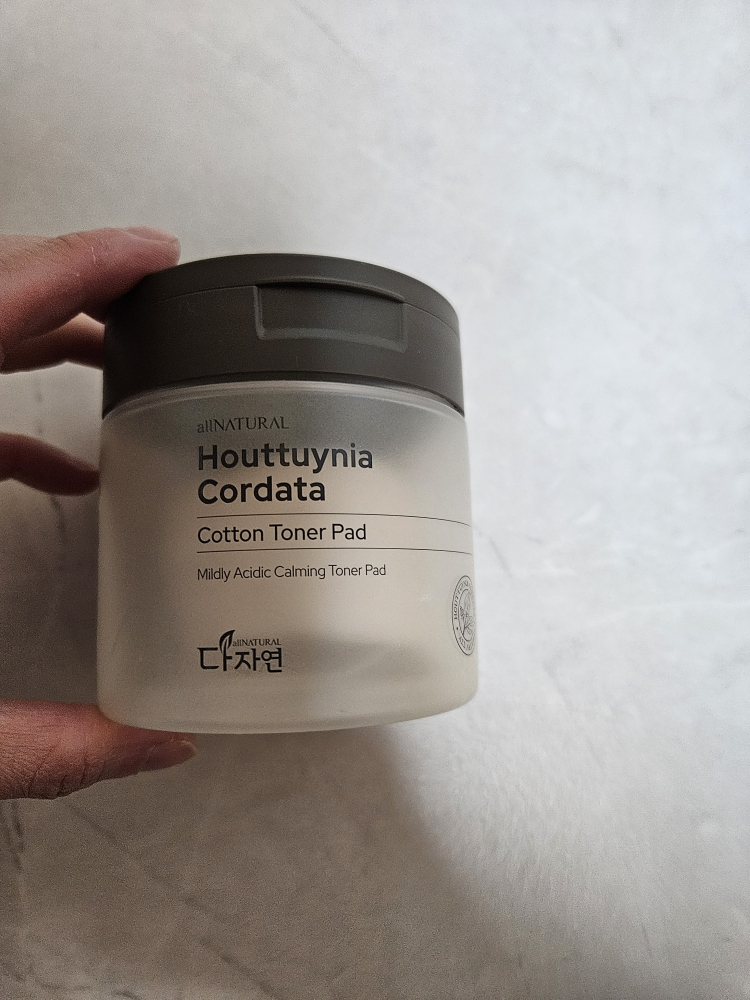 allNATURAL
Houttuynia
Cordata
Cotton Toner Pad
Mildly Acidic Calming Toner Pad
allNATURAL
다자연